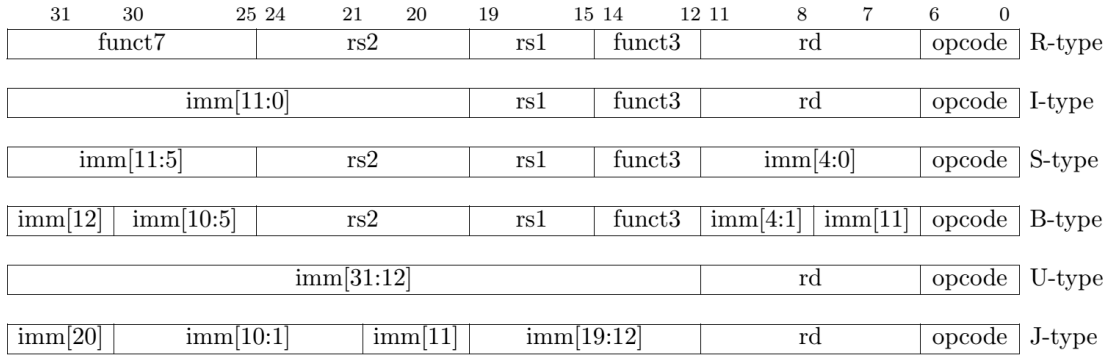 31 30 25 24 21 20 19 15 14 12 11 8 7 6 0
funct7 rs2 rs1 funct3 rd opcode R-type
imm[11:0] rs1 funct3 rd opcode I-type
imm[11:5] rs2 rs1 funct3 imm[4:0] opcode S-type
imm[12] imm[10:5] rs2 rs1 funct3 imm[4:1] imm[11] opcode B-type
imm[31:12] rd opcode U-type
imm[20] imm[10:1] imm[11] imm[19:12] rd opcode J-type